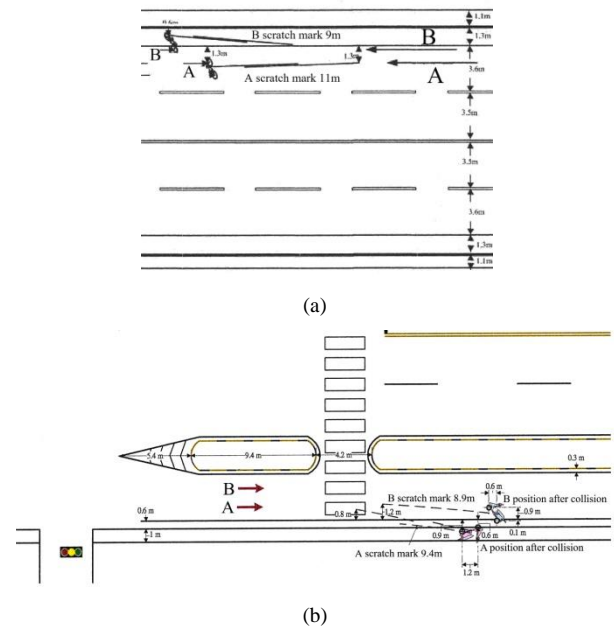 1.1m
B scratch mark 9m
1.3m
B
B
1.3m
1.3m
A
A
3.6m
A scratch mark 11m
3.5m
3.5m
3.6m
1.3m
1.1m
(a)
5.4 m
9.4 m
4.2 m
0.3 m
0.6 m
B
B scratch mark 8.9m
B position after collision
0.6 m
A
0.8 m
1.2 m
0.9 m
1 m
0.1 m
A scratch mark 9.4m
0.9 m
0.6 m
A position after collision
1.2 m
(b)